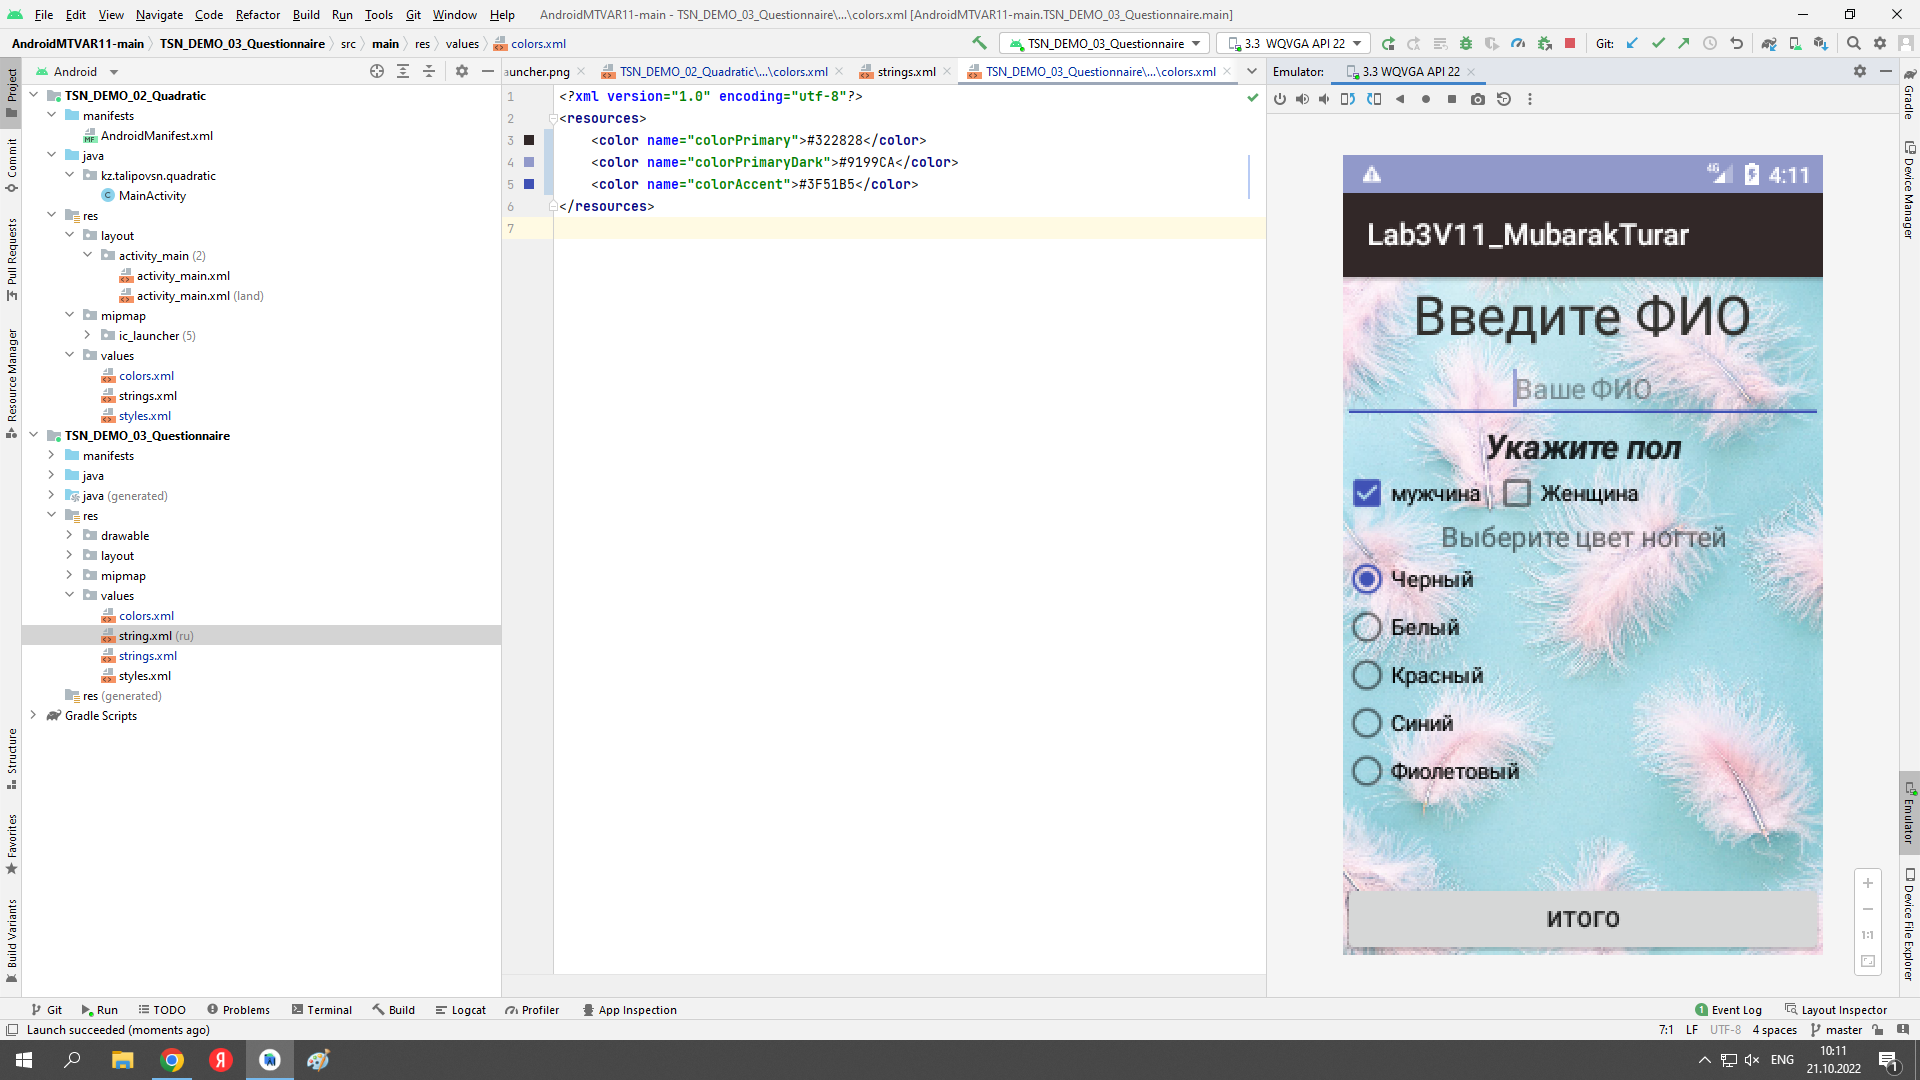 File Edit View Navigate Code Refactor Build Run Tools Git Window Help AndroidMTVAR11-main - TSN_DEMO_03_Questionnaire\...\colors.xml [AndroidMTVAR11-main.TSN_DEMO_03_Questionnaire.main]
AndroidMTVAR11-main TSN_DEMO_03_Questionnaire src main res values colors.xml TSN_DEMO_03_Questionnaire 3.3 WQVGA API 22 Git:
Android auncher.png TSN_DEMO_02_Quadratic\...\colors.xml strings.xml TSN_DEMO_03_Questionnaire\...\colors.xml Emulator: 3.3 WQVGA API 22
Project
Commit
Pull Requests
Resource Manager
Structure
Favorites
Build Variants
TSN_DEMO_02_Quadratic
manifests
AndroidManifest.xml
java
kz.talipovsn.quadratic
MainActivity
res
layout
activity_main (2)
activity_main.xml
activity_main.xml (land)
mipmap
ic_launcher (5)
values
colors.xml
strings.xml
styles.xml
TSN_DEMO_03_Questionnaire
manifests
java
java (generated)
res
drawable
layout
mipmap
values
colors.xml
string.xml (ru)
strings.xml
styles.xml
res (generated)
Gradle Scripts
1 <?xml version="1.0" encoding="utf-8"?>
2 <resources>
3 <color name="colorPrimary">#322828</color>
4 <color name="colorPrimaryDark">#9199CA</color>
5 <color name="colorAccent">#3F51B5</color>
6 </resources>
7
4G 4:11
Lab3V11_MubarakTurar
Введите ФИО
Ваше ФИО
Укажите пол
мужчина Женщина
Выберите цвет ногтей
Черный
Белый
Красный
Синий
Фиолетовый
ИТОГО
1:1
Gradle
Device Manager
Emulator
Device File Explorer
Git Run TODO Problems Terminal Build Logcat Profiler App Inspection 1 Event Log Layout Inspector
Launch succeeded (moments ago) 7:1 LF UTF-8 4 spaces master
ENG 10:11
21.10.2022 1